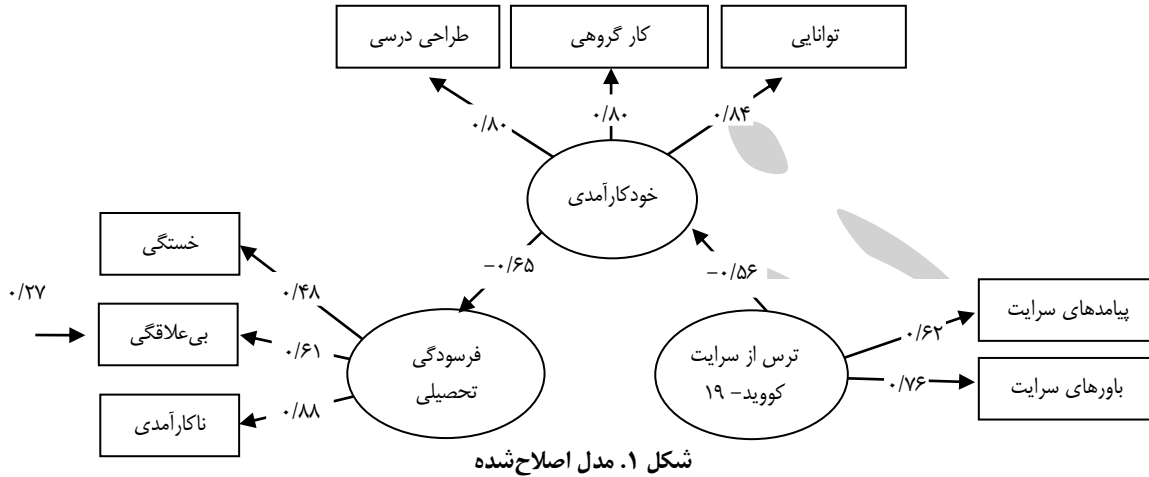 طراحی درسی
کار گروهی
توانایی
۰/۸۰
۰/۸۰
۰/۸۴
خودکارآمدی
-۰/۶۵
-۰/۵۶
خستگی
بی‌علاقگی
ناکارآمدی
۰/۲۷
۰/۴۸
۰/۶۱
۰/۸۸
فرسودگی
تحصیلی
ترس از سرایت
کووید- ۱۹
۰/۶۲
۰/۷۶
پیامدهای سرایت
باورهای سرایت
شکل ۱. مدل اصلاح‌شده